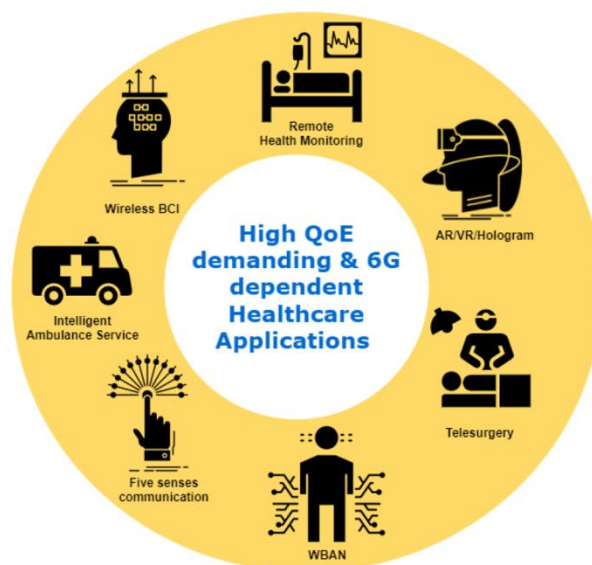 Remote
Health Monitoring
Wireless BCI
AR/VR/Hologram
High QoE
demanding & 6G
dependent
Healthcare
Applications
Intelligent
Ambulance Service
Telesurgery
Five senses
communication
WBAN